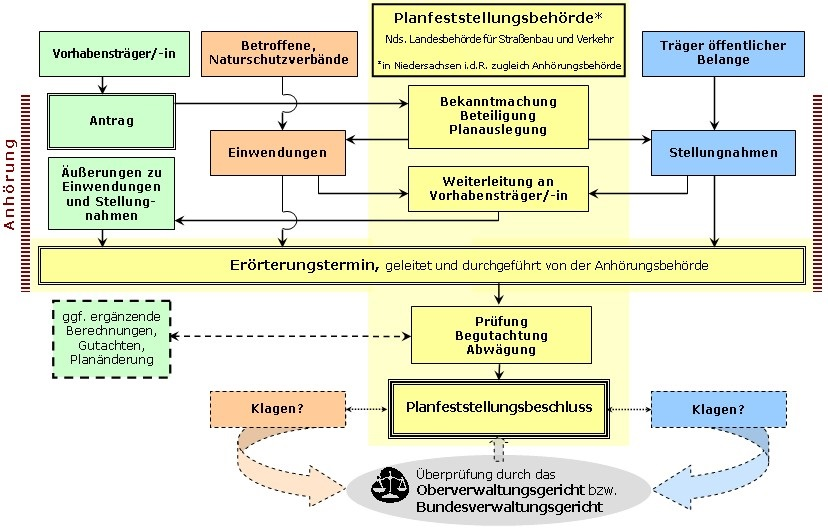 Planfeststellungsbehörde*
Nds. Landesbehörde für Straßenbau und Verkehr
*in Niedersachsen i.d.R. zugleich Anhörungsbehörde
Vorhabensträger/-in
Betroffene,
Naturschutzverbände
Träger öffentlicher
Belange
Anhörung
Antrag
Bekanntmachung
Beteiligung
Planauslegung
Einwendungen
Stellungnahmen
Äußerungen zu
Einwendungen
und Stellung-
nahmen
Weiterleitung an
Vorhabensträger/-in
Erörterungstermin, geleitet und durchgeführt von der Anhörungsbehörde
ggf. ergänzende
Berechnungen,
Gutachten,
Planänderung
Prüfung
Begutachtung
Abwägung
Klagen?
Planfeststellungsbeschluss
Klagen?
Überprüfung durch das
Oberverwaltungsgericht bzw.
Bundesverwaltungsgericht